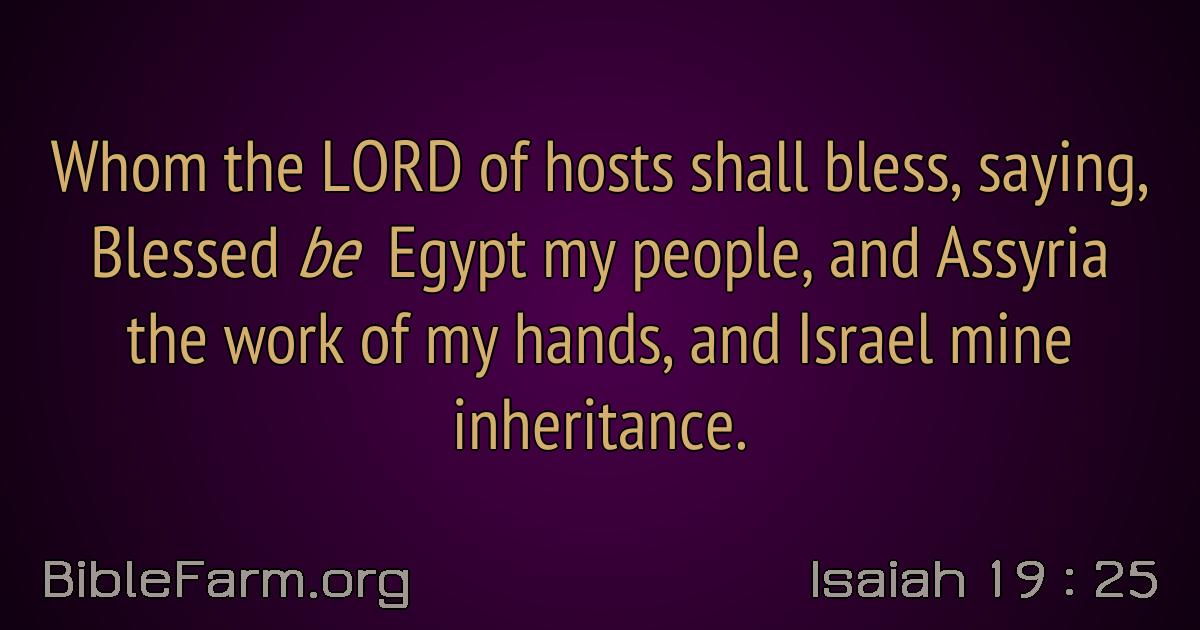 Whom the LORD of hosts shall bless, saying,
Blessed be Egypt my people, and Assyria
the work of my hands, and Israel mine
inheritance.
BibleFarm.org
Isaiah 19 : 25